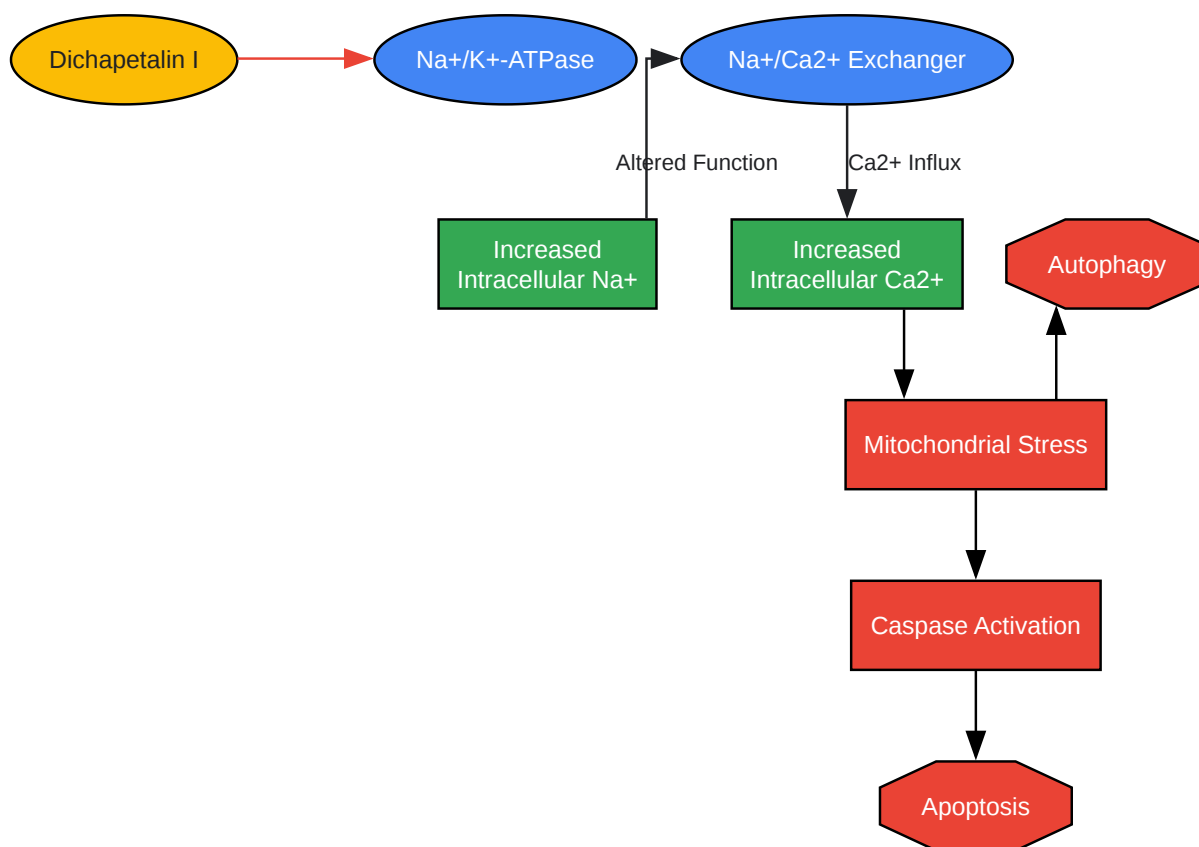 Dichapetalin I
Na+/K+-ATPase
Na+/Ca2+ Exchanger
Altered Function
Ca2+ Influx
Increased
Intracellular Na+
Increased
Intracellular Ca2+
Autophagy
Mitochondrial Stress
Caspase Activation
Apoptosis